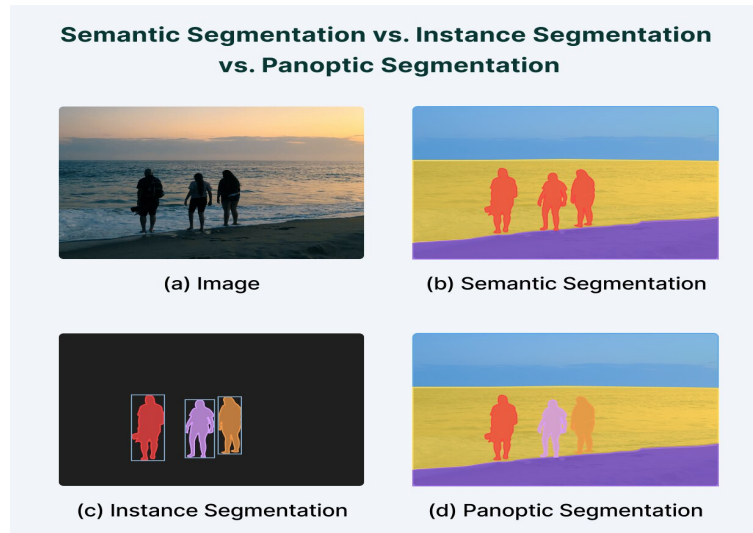 Semantic Segmentation vs. Instance Segmentation
vs. Panoptic Segmentation
(a) Image
(b) Semantic Segmentation
(c) Instance Segmentation
(d) Panoptic Segmentation